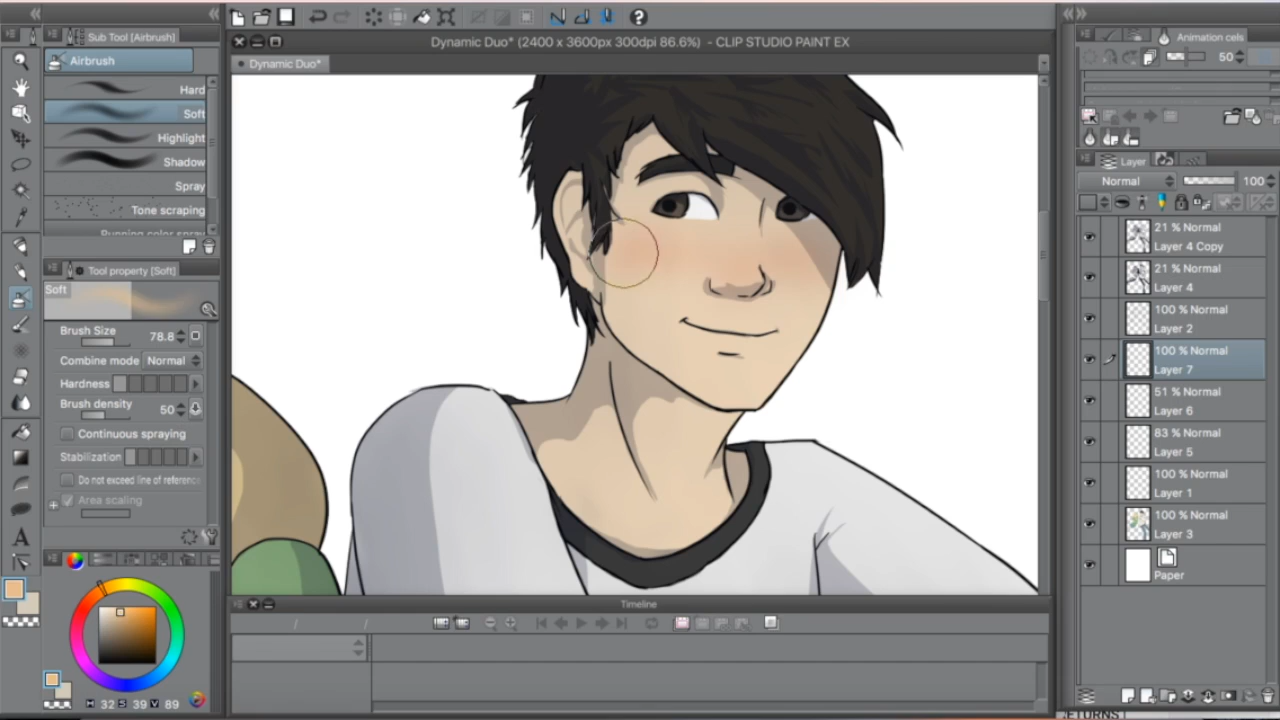 Sub Tool [Airbrush]
Airbrush
Hard
Soft
Highlight
Shadow
Spray
Tone scraping
Running color spray
Tool property [Soft]
Soft
Brush Size 78.8
Combine mode Normal
Hardness
Brush density 50
Continuous spraying
Stabilization
Do not exceed line of referenc
Area scaling
H 32 S 39 V 89
Dynamic Duo* (2400 x 3600px 300dpi 86.6%) - CLIP STUDIO PAINT EX
Dynamic Duo*
Timeline
/ /
Animation cels
50
Layer
Normal 100
21 % Normal
Layer 4 Copy
21 % Normal
Layer 4
100 % Normal
Layer 2
100 % Normal
Layer 7
51 % Normal
Layer 6
83 % Normal
Layer 5
100 % Normal
Layer 1
100 % Normal
Layer 3
Paper